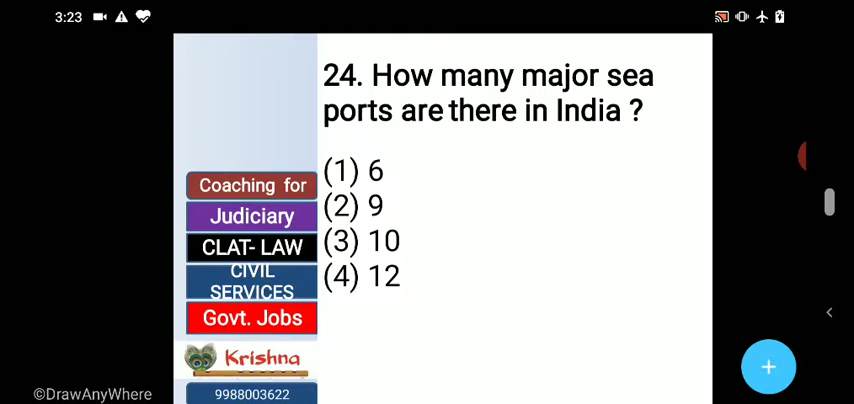 3:23
24. How many major sea
ports are there in India ?
(1) 6
(2) 9
(3) 10
(4) 12
Coaching for
Judiciary
CLAT- LAW
CIVIL
SERVICES
Govt. Jobs
Krishna
9988003622
©DrawAnyWhere